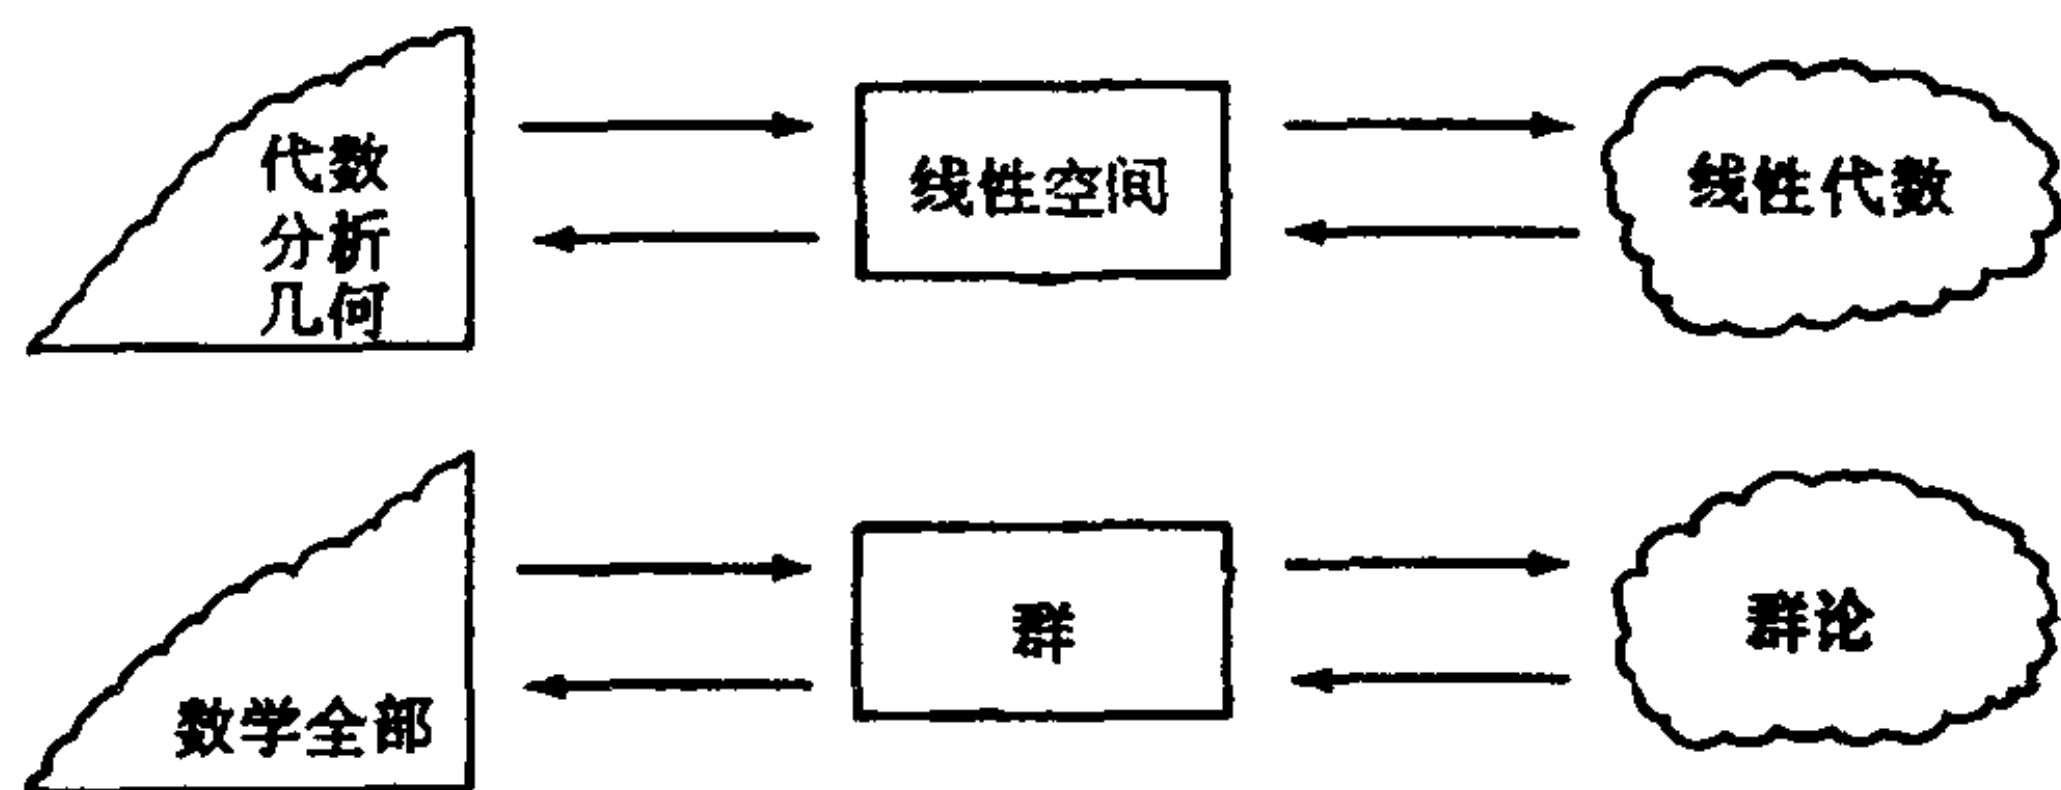 代数
分析
几何
线性空间
线性代数
数学全部
群
群论